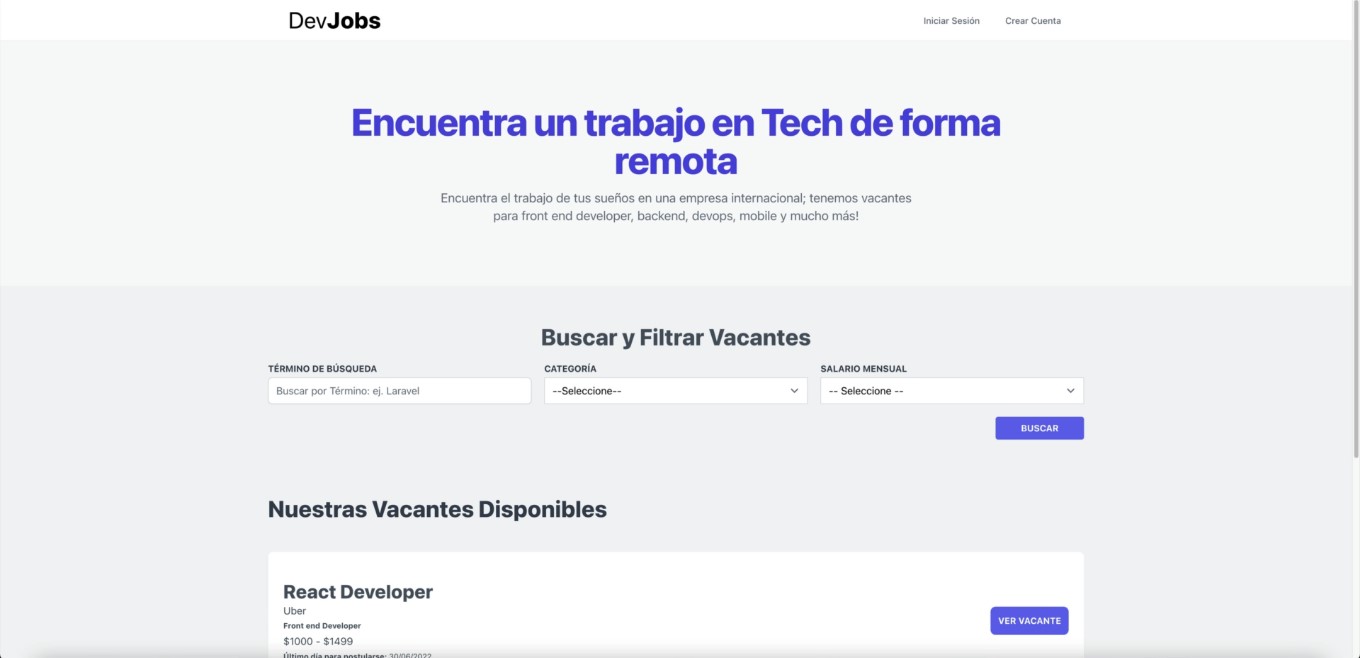 DevJobs
Iniciar Sesión
Crear Cuenta
Encuentra un trabajo en Tech de forma
remota
Encuentra el trabajo de tus sueños en una empresa internacional; tenemos vacantes
para front end developer, backend, devops, mobile y mucho más!
Buscar y Filtrar Vacantes
TÉRMINO DE BÚSQUEDA
CATEGORÍA
SALARIO MENSUAL
Buscar por Término: ej. Laravel
--Seleccione--
-- Seleccione --
BUSCAR
Nuestras Vacantes Disponibles
React Developer
Uber
Front end Developer
VER VACANTE
$1000 - $1499
Último día para postularse: 30/06/2022